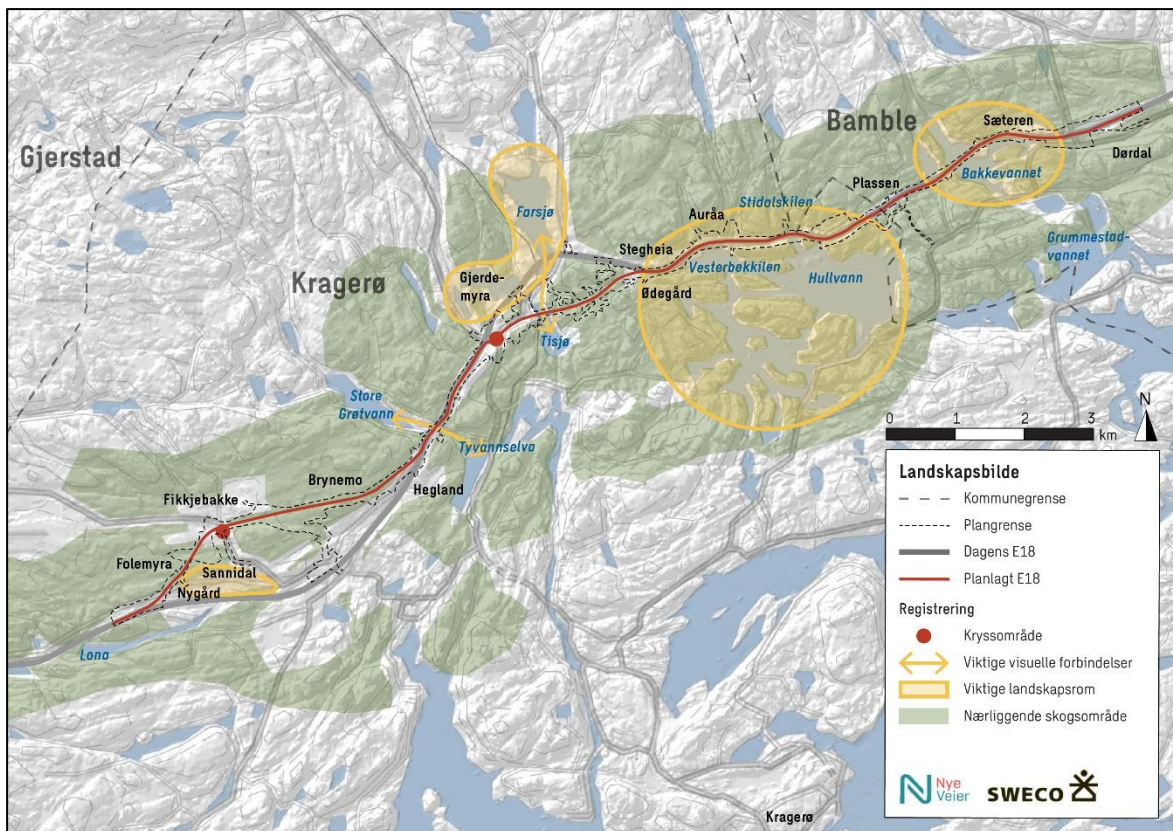 Gjerstad
Bamble
Kragerø
Sæteren
Dørdal
Bakkevannet
Plassen
Stidalskilen
Auråa
Grummestad-
vannet
Farsjø
Stegheia
Vesterbekkilen
Hullvann
Gjerde-
myra
Ødegård
Tisjø
Store
Grøtvann
Tyvannselva
Brynemo
Hegland
Fikkjebakke
Folemyra
Sannidal
Nygård
Lona
Kragerø
N
0 1 2 3
km
Landskapsbilde
Kommunegrense
Plangrense
Dagens E18
Planlagt E18
Registrering
Kryssområde
Viktige visuelle forbindelser
Viktige landskapsrom
Nærliggende skogsområde
Nye
Veier
SWECO